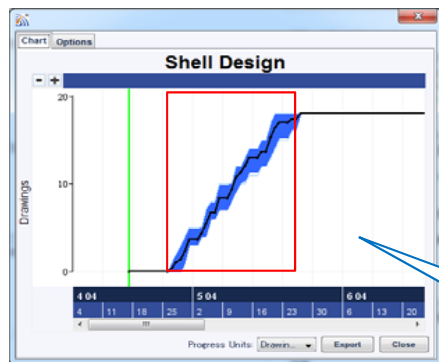 Chart Options
Shell Design
- +
20
10
0
Drawings
4 04 5 04 6 04
4 11 18 25 2 9 16 23 30 6 13 20
Progress Units: Drawin... Export Close